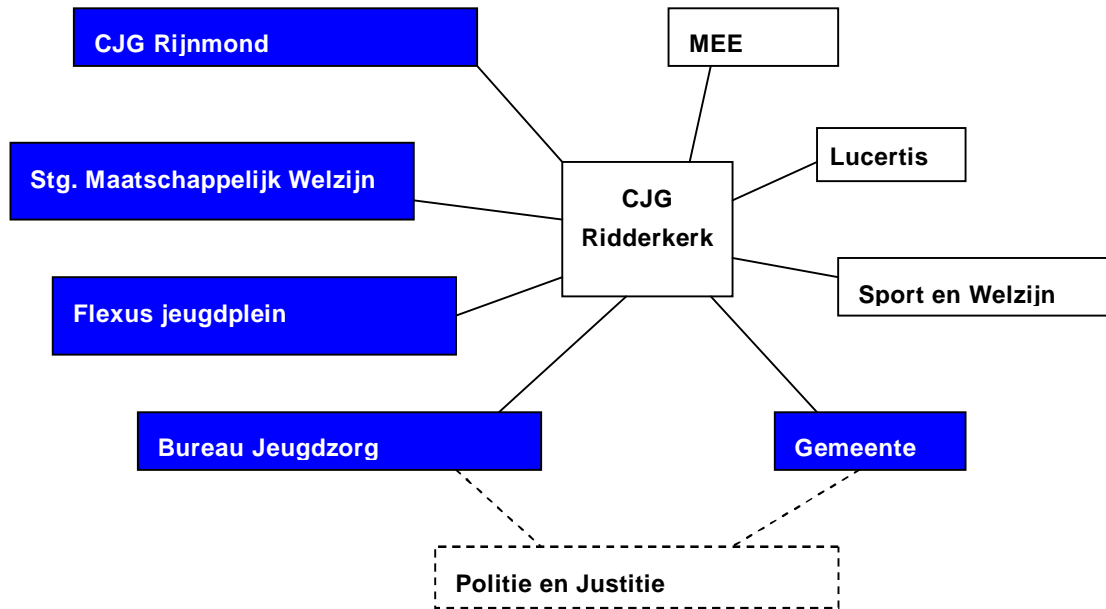 CJG Rijnmond
MEE
Lucertis
Stg. Maatschappelijk Welzijn
CJG
Ridderkerk
Sport en Welzijn
Flexus jeugdplein
Bureau Jeugdzorg
Gemeente
Politie en Justitie